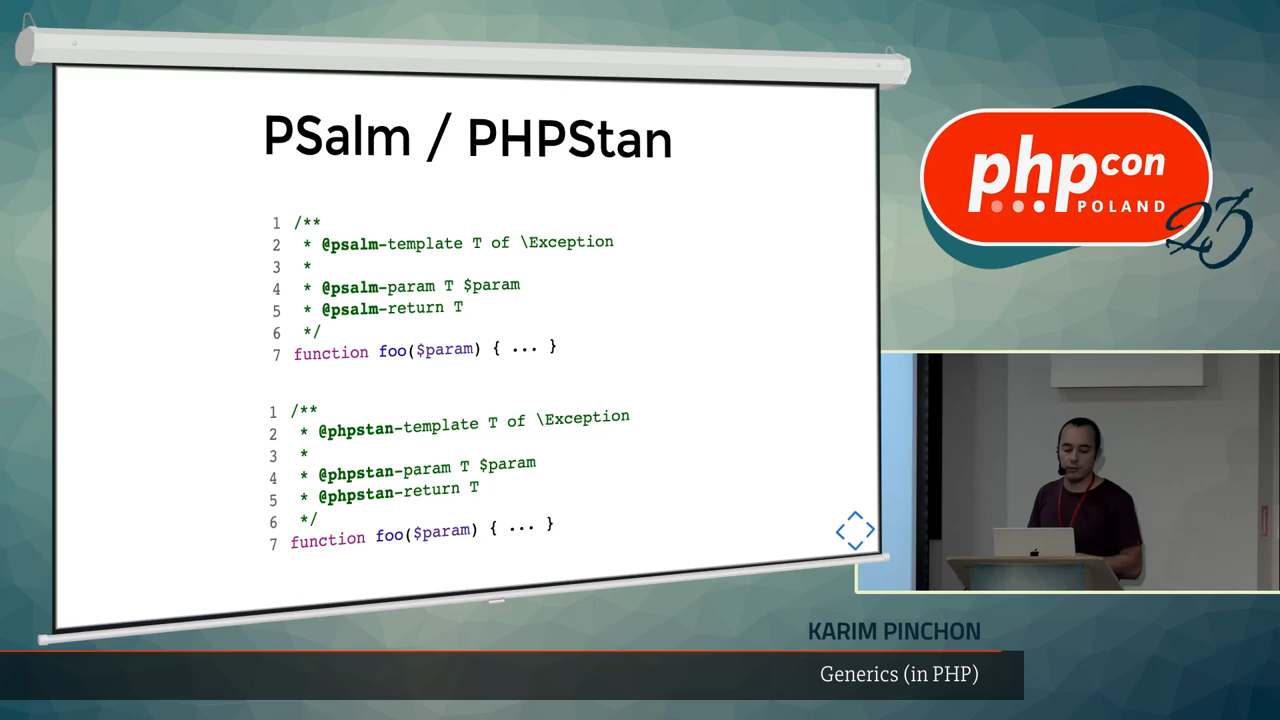 PSalm / PHPStan
1 /**
2 * @psalm-template T of \Exception
3 *
4 * @psalm-param T $param
5 * @psalm-return T
6 */
7 function foo($param) { ... }
1 /**
2 * @phpstan-template T of \Exception
3 *
4 * @phpstan-param T $param
5 * @phpstan-return T
6 */
7 function foo($param) { ... }
phpcon
POLAND
23
KARIM PINCHON
Generics (in PHP)